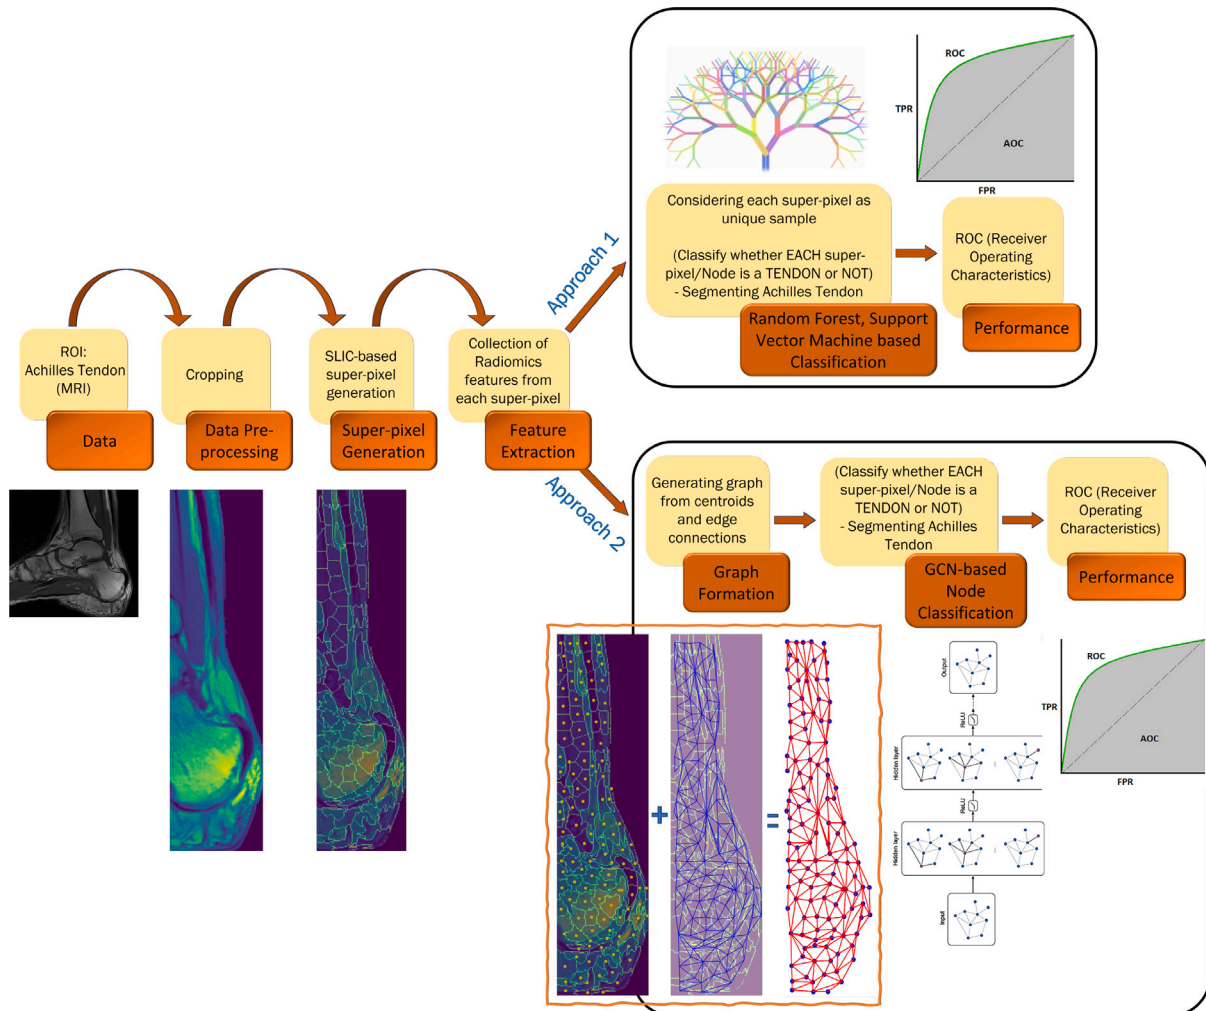 ROI:
Achilles Tendon
(MRI)
Data
Cropping
Data Pre-
processing
SLIC-based
super-pixel
generation
Super-pixel
Generation
Collection of
Radiomics
features from
each super-pixel
Feature
Extraction
Approach 1
ROC
TPR
AOC
FPR
Considering each super-pixel as
unique sample
(Classify whether EACH super-
pixel/Node is a TENDON or NOT)
- Segmenting Achilles Tendon
Random Forest, Support
Vector Machine based
Classification
ROC (Receiver
Operating
Characteristics)
Performance
Approach 2
Generating graph
from centroids
and edge
connections
Graph
Formation
(Classify whether EACH
super-pixel/Node is a
TENDON or NOT)
- Segmenting Achilles
Tendon
GCN-based
Node
Classification
ROC (Receiver
Operating
Characteristics)
Performance
+
=
Output
ReLU
Hidden layer
ReLU
Hidden layer
Input
ROC
TPR
AOC
FPR